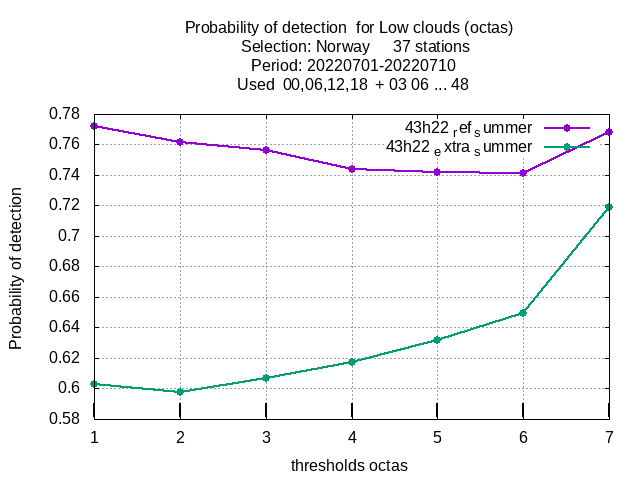 Probability of detection  for Low clouds (octas)
Selection: Norway     37 stations
Period: 20220701-20220710
Used  00,06,12,18  + 03 06 ... 48
43h22 ref summer
43h22 extra summer
Probability of detection
0.78
0.76
0.74
0.72
0.7
0.68
0.66
0.64
0.62
0.6
0.58
1 2 3 4 5 6 7
thresholds octas